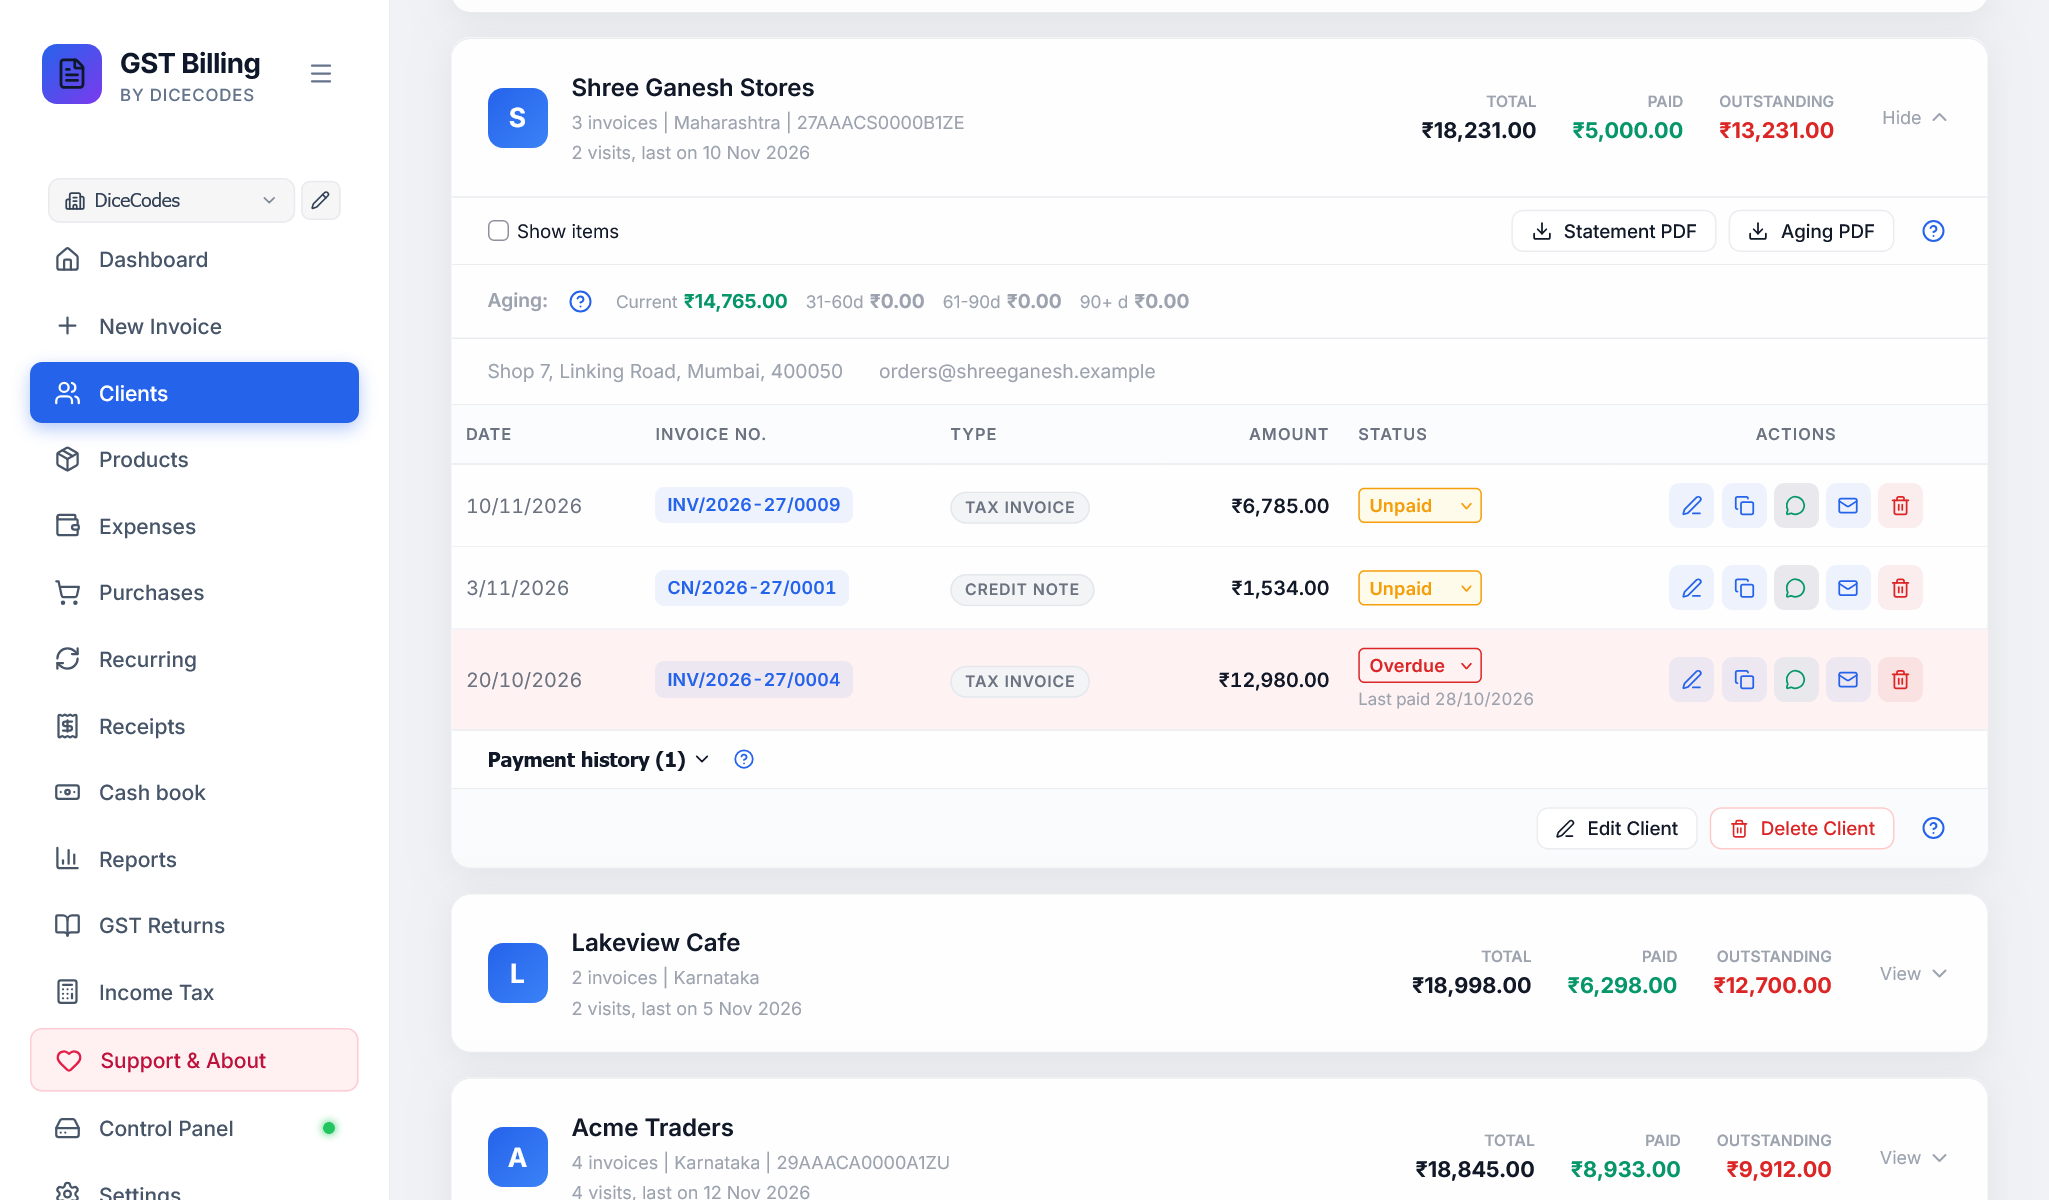 GST Billing
BY DICECODES
DiceCodes
Dashboard
New Invoice
Clients
Products
Expenses
Purchases
Recurring
Receipts
Cash book
Reports
GST Returns
Income Tax
Support & About
Control Panel
Settings
S
Shree Ganesh Stores
3 invoices | Maharashtra | 27AAACS0000B1ZE
2 visits, last on 10 Nov 2026
TOTAL PAID OUTSTANDING
₹18,231.00 ₹5,000.00 ₹13,231.00
Hide
Show items
Statement PDF
Aging PDF
Aging: Current ₹14,765.00 31-60d ₹0.00 61-90d ₹0.00 90+ d ₹0.00
Shop 7, Linking Road, Mumbai, 400050 orders@shreeganesh.example
DATE INVOICE NO. TYPE AMOUNT STATUS ACTIONS
10/11/2026 INV/2026-27/0009 TAX INVOICE ₹6,785.00 Unpaid
3/11/2026 CN/2026-27/0001 CREDIT NOTE ₹1,534.00 Unpaid
20/10/2026 INV/2026-27/0004 TAX INVOICE ₹12,980.00 Overdue
Last paid 28/10/2026
Payment history (1)
Edit Client
Delete Client
L
Lakeview Cafe
2 invoices | Karnataka
2 visits, last on 5 Nov 2026
TOTAL PAID OUTSTANDING
₹18,998.00 ₹6,298.00 ₹12,700.00
View
A
Acme Traders
4 invoices | Karnataka | 29AAACA0000A1ZU
4 visits, last on 12 Nov 2026
TOTAL PAID OUTSTANDING
₹18,845.00 ₹8,933.00 ₹9,912.00
View